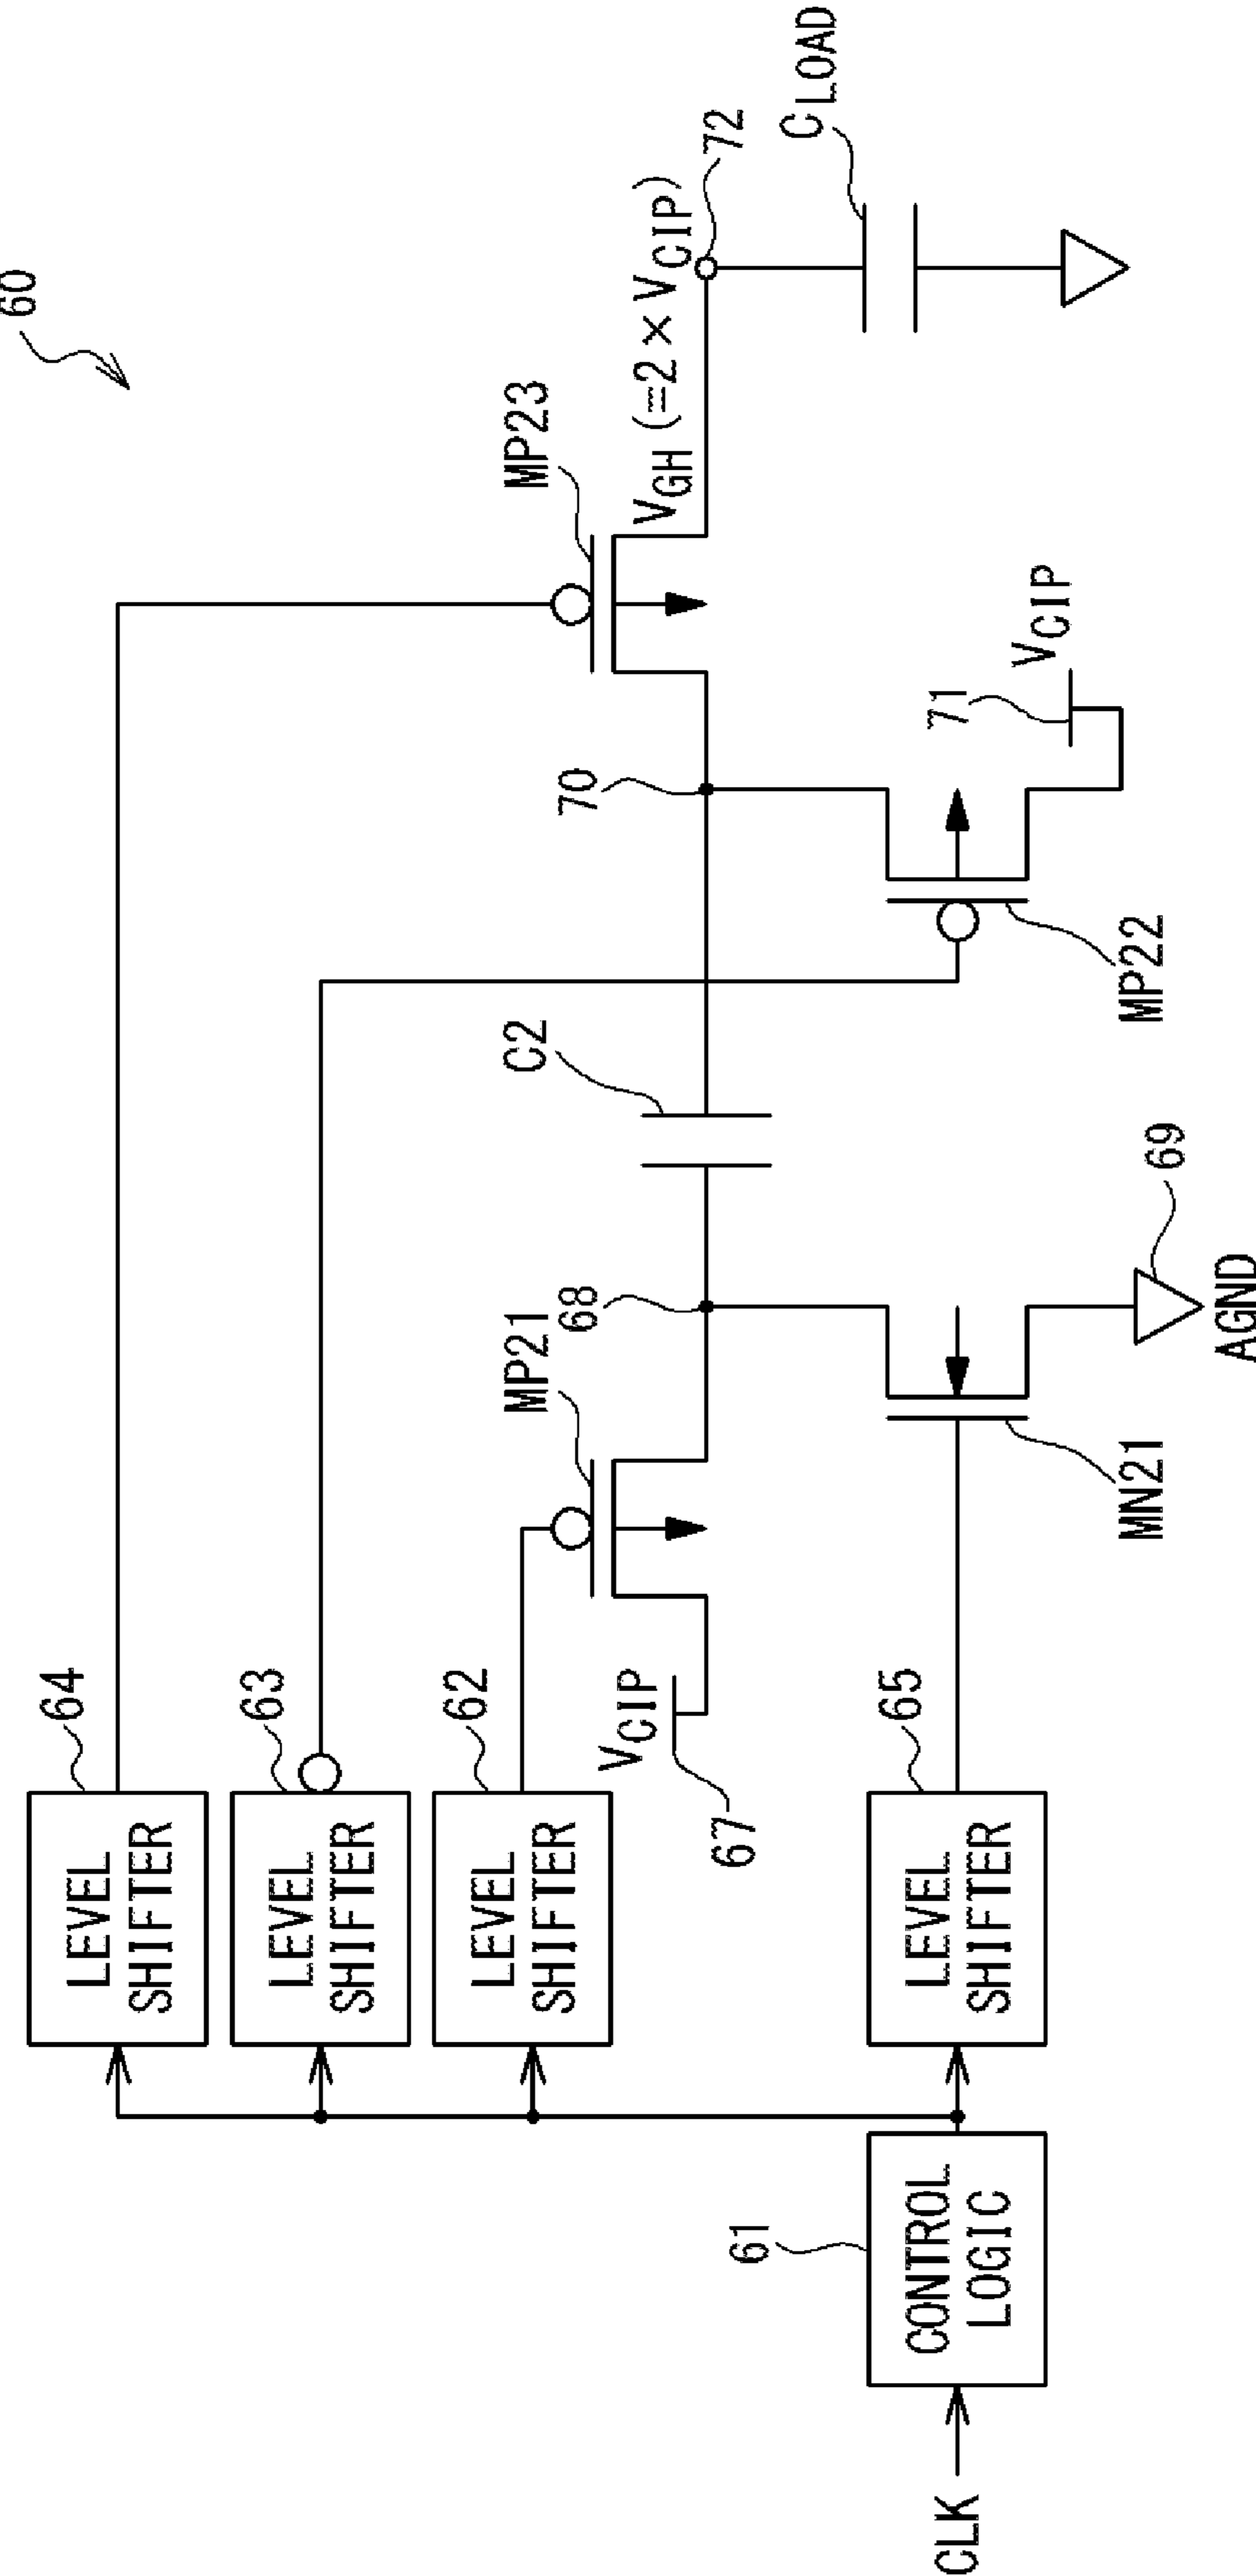 60
64
LEVEL
SHIFTER
63
LEVEL
SHIFTER
62
LEVEL
SHIFTER
65
LEVEL
SHIFTER
61
CONTROL
LOGIC
CLK
VCIP
67
MP21
68
MN21
69
AGND
C2
70
MP22
71
VCIP
MP23
VGH (=2×VCIP)
72
CLOAD